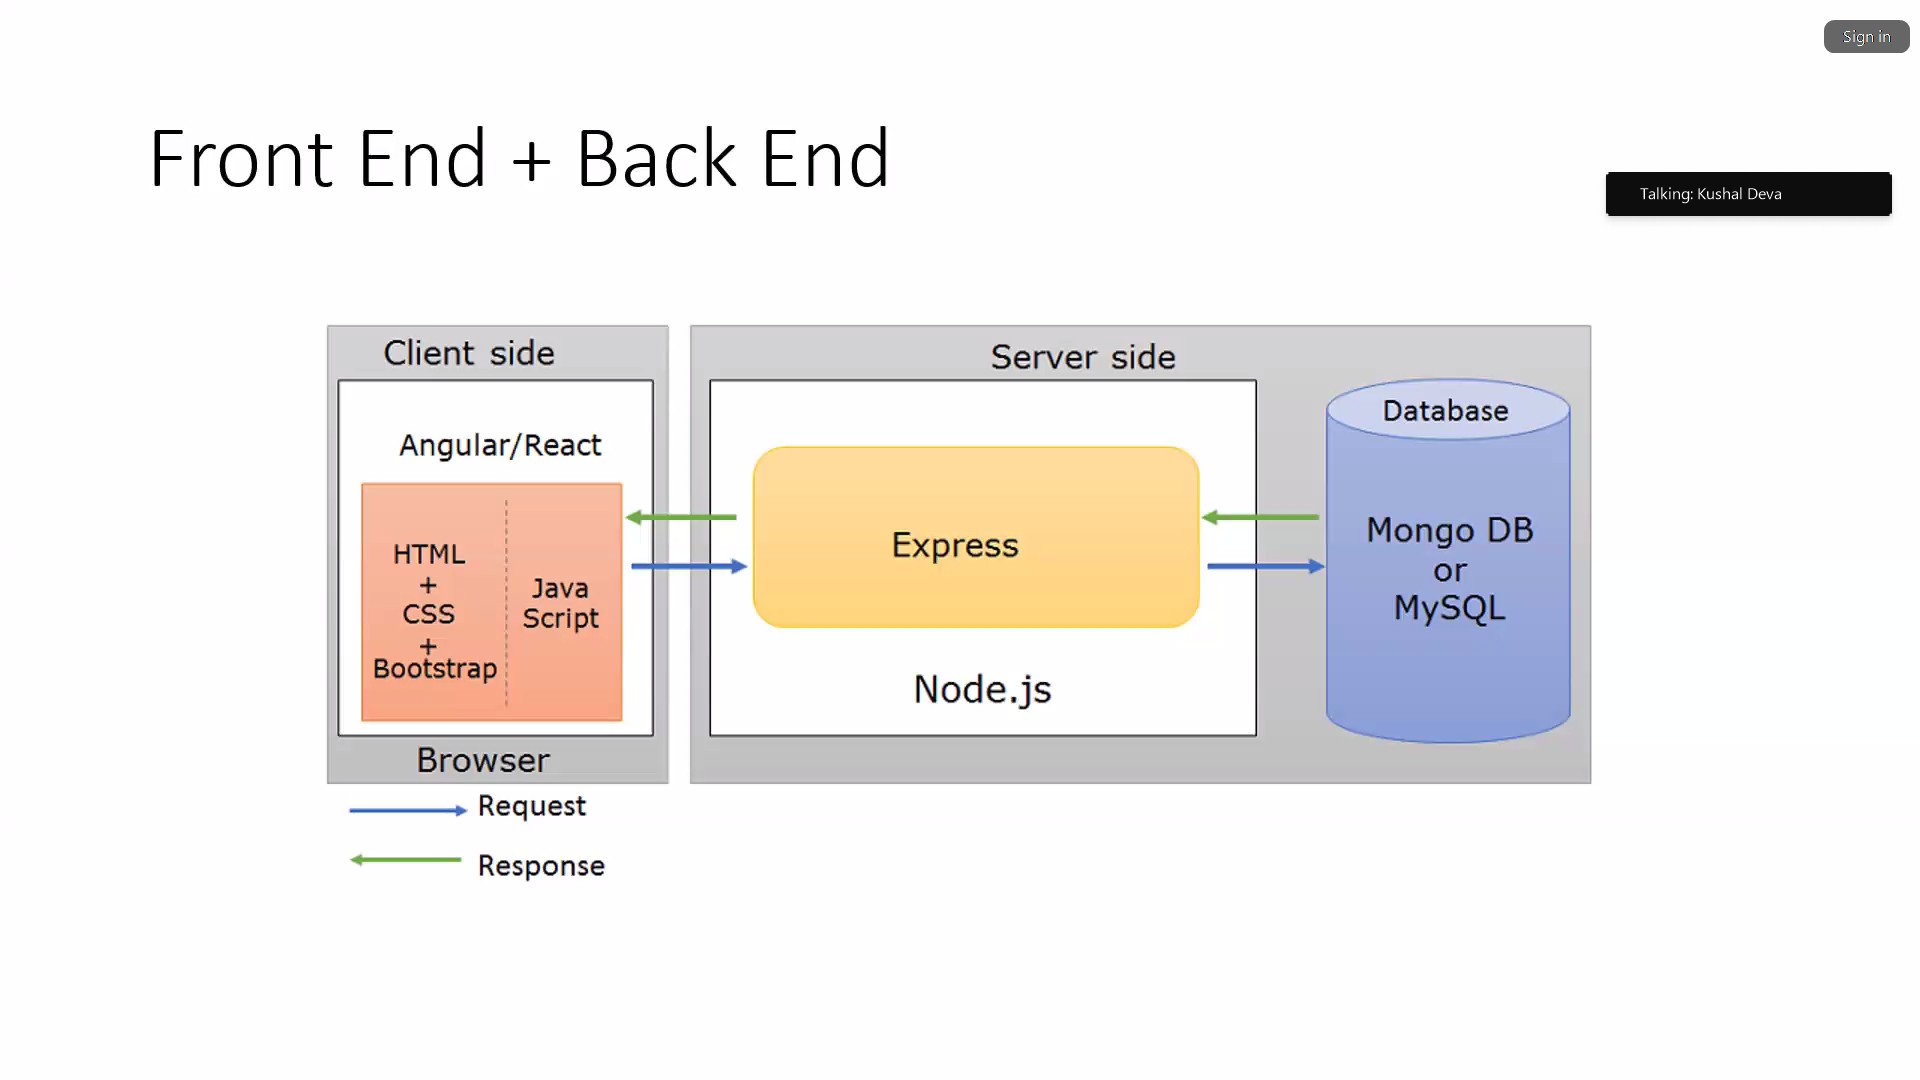 Sign in
Front End + Back End
Talking: Kushal Deva
Client side
Angular/React
HTML
+
CSS
+
Bootstrap
Java
Script
Browser
Server side
Express
Node.js
Database
Mongo DB
or
MySQL
Request
Response